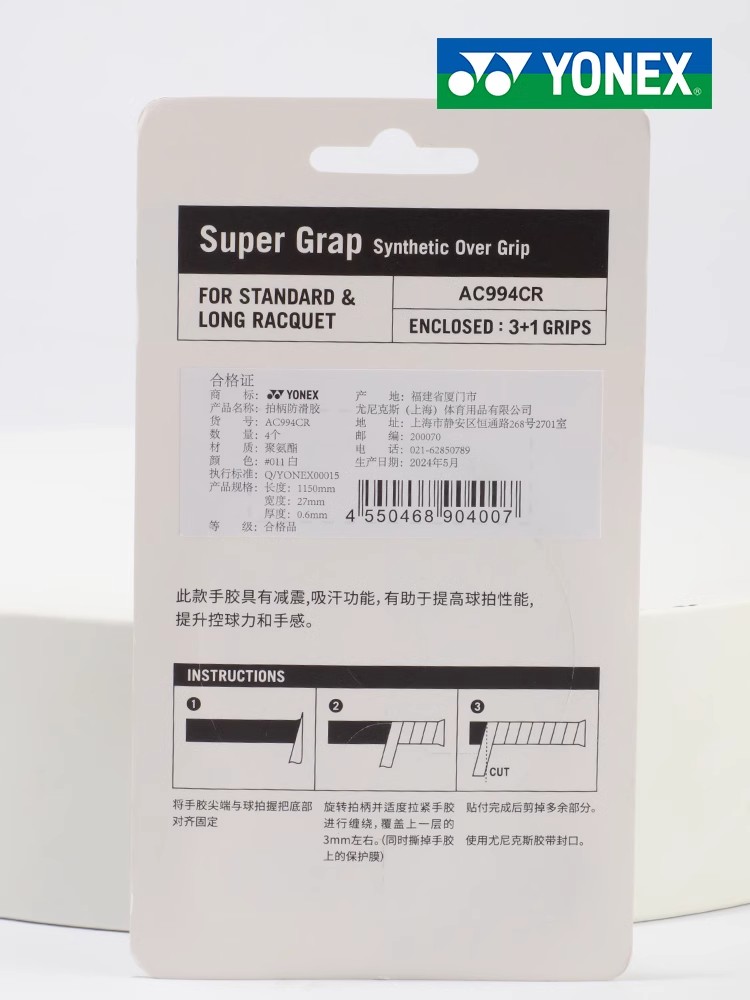 YONEX®
Super Grap Synthetic Over Grip
FOR STANDARD &
LONG RACQUET
AC994CR
ENCLOSED : 3+1 GRIPS
合格证
商 标: YONEX
产品名称: 拍柄防滑胶
货 号: AC994CR
数 量: 4个
材 质: 聚氨酯
颜 色: #011 白
执行标准: Q/YONEX00015
产品规格: 长度: 1150mm
宽度: 27mm
厚度: 0.6mm
等 级: 合格品
产 地: 福建省厦门市
尤尼克斯 (上海) 体育用品有限公司
地 址: 上海市静安区恒通路268号2701室
邮 编: 200070
电 话: 021-62850789
生产日期: 2024年5月
4 550468 904007
此款手胶具有减震,吸汗功能, 有助于提高球拍性能,
提升控球力和手感。
INSTRUCTIONS
1
2
3
CUT
将手胶尖端与球拍握把底部
对齐固定
旋转拍柄并适度拉紧手胶
进行缠绕, 覆盖上一层的
3mm左右。(同时撕掉手胶
上的保护膜)
贴付完成后剪掉多余部分。
使用尤尼克斯胶带封口。